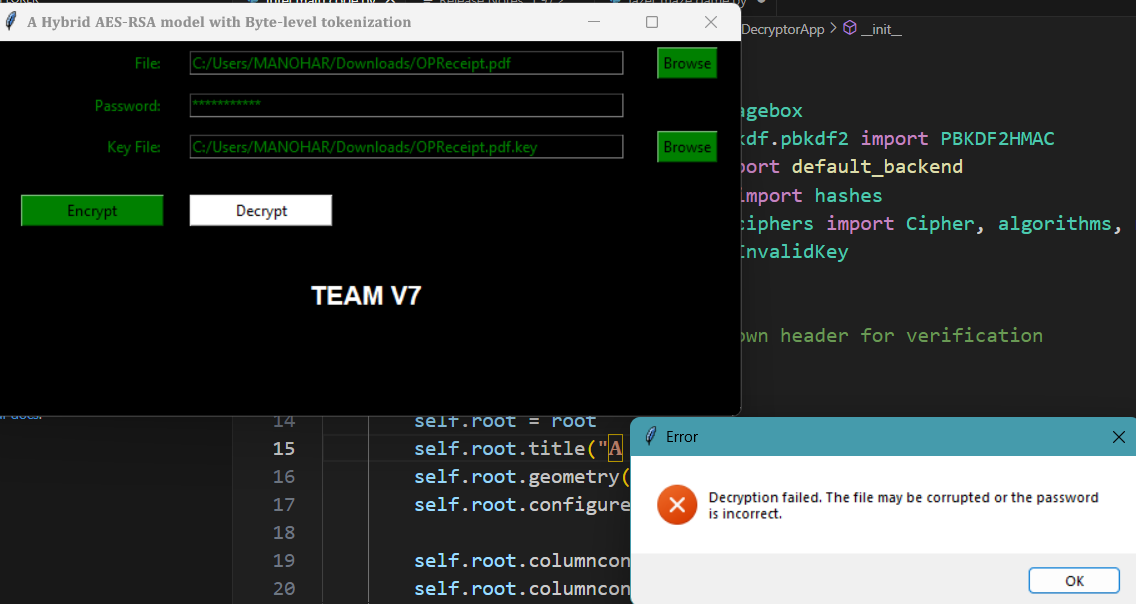 A Hybrid AES-RSA model with Byte-level tokenization
File:
C:/Users/MANOHAR/Downloads/OPReceipt.pdf
Browse
Password:
***********
Key File:
C:/Users/MANOHAR/Downloads/OPReceipt.pdf.key
Browse
Encrypt
Decrypt
TEAM V7
DecryptorApp > __init__
agebox
kdf.pbkdf2 import PBKDF2HMAC
port default_backend
import hashes
ciphers import Cipher, algorithms,
InvalidKey
own header for verification
14 self.root = root
15 self.root.title("A
16 self.root.geometry(
17 self.root.configure
18
19 self.root.columncon
20 self.root.columncon
Error
Decryption failed. The file may be corrupted or the password
is incorrect.
OK